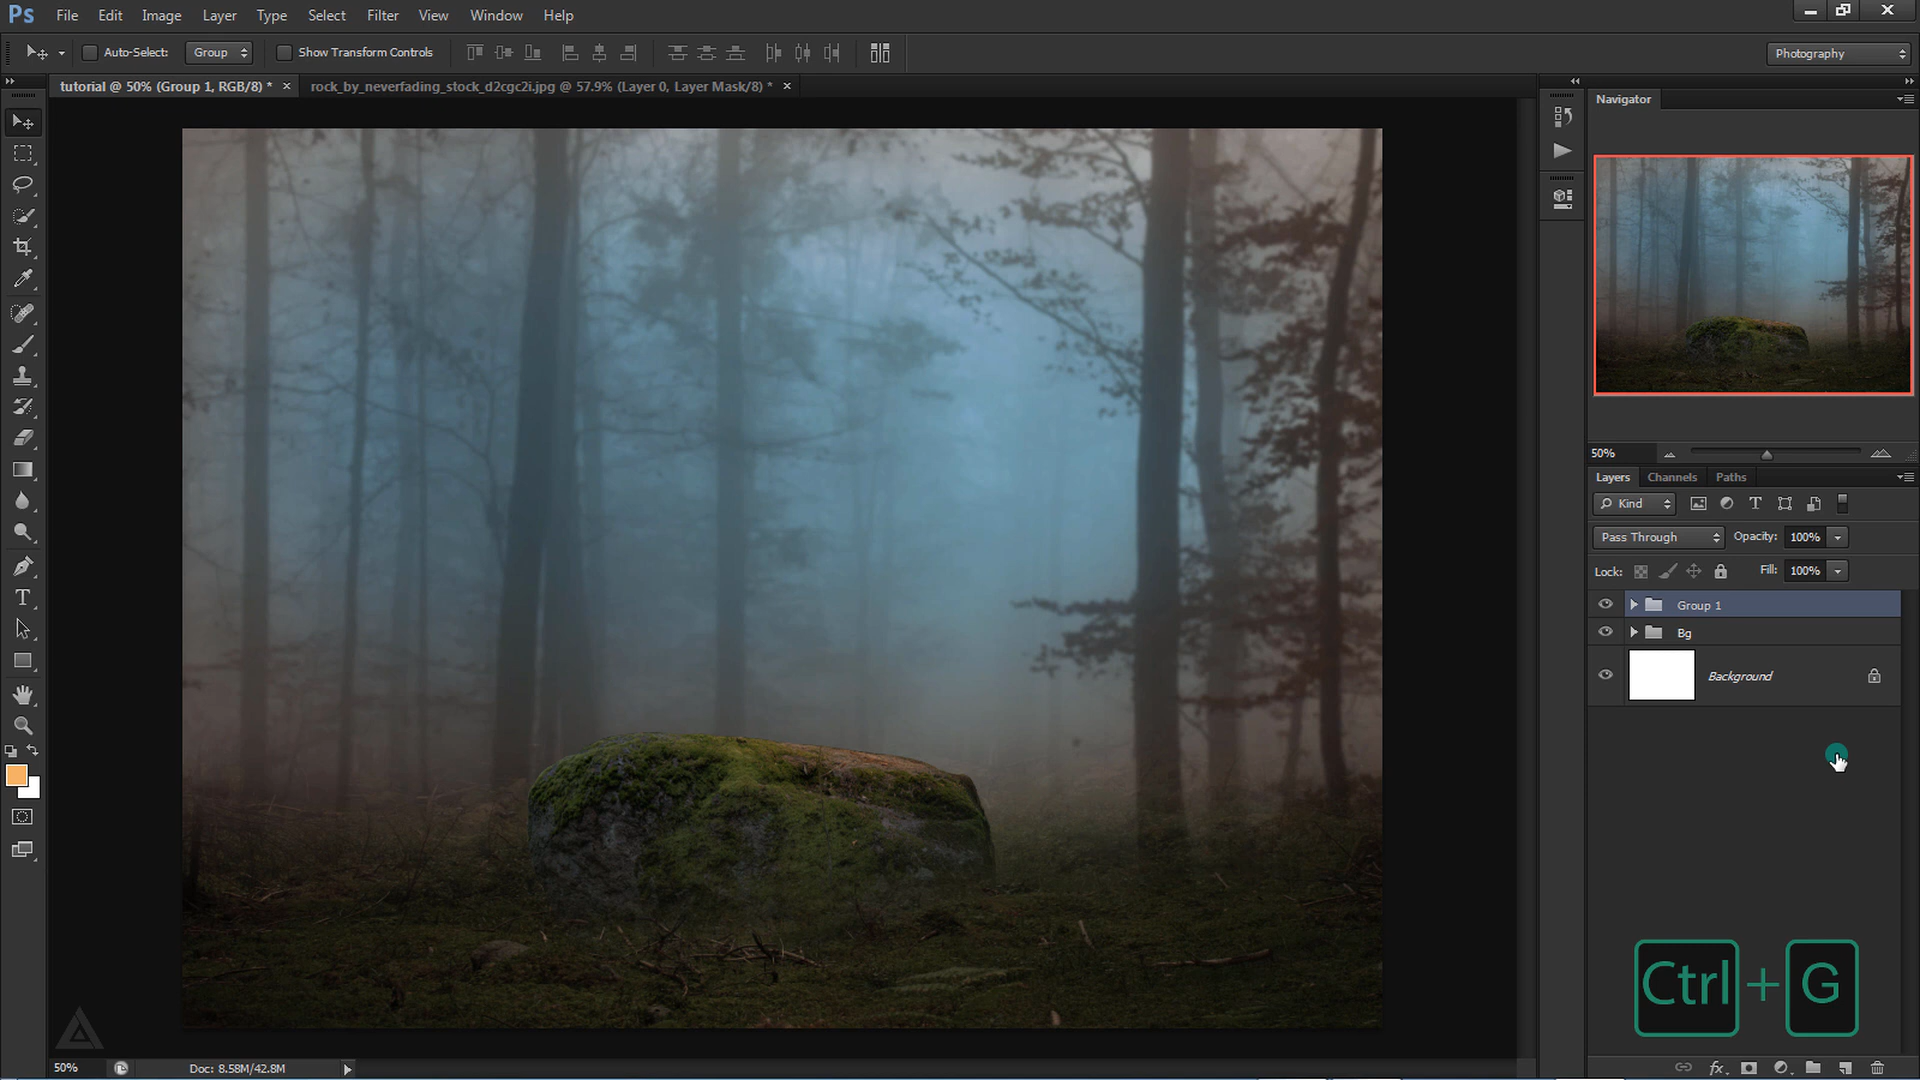 Ps File Edit Image Layer Type Select Filter View Window Help
Auto-Select: Group Show Transform Controls Photography
tutorial @ 50% (Group 1, RGB/8) * × rock_by_neverfading_stock_d2cgc2i.jpg @ 57.9% (Layer 0, Layer Mask/8) * ×
Navigator
50%
Layers Channels Paths
Kind
Pass Through Opacity: 100%
Lock: Fill: 100%
Group 1
Bg
Background
Ctrl + G
50% Doc: 8.58M/42.8M